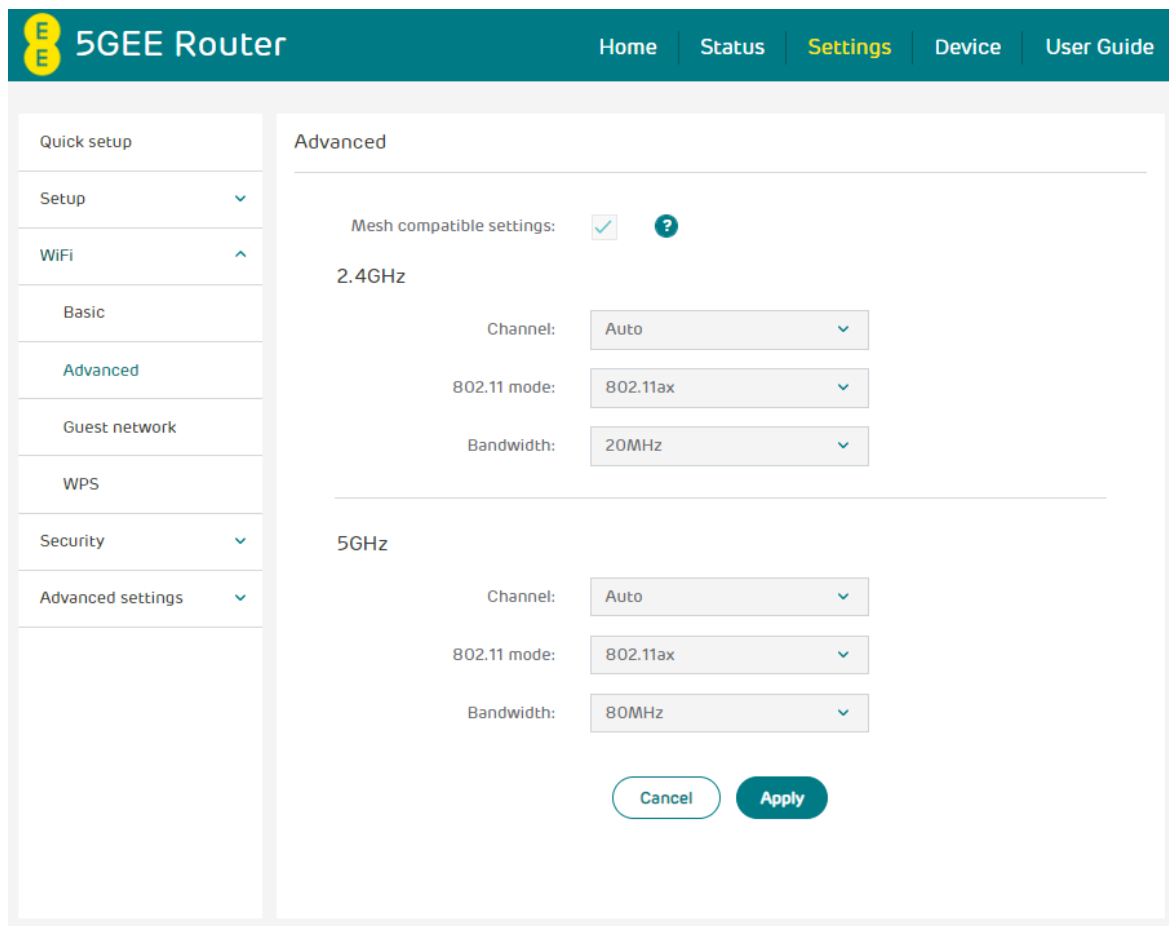 E
E
5GEE Router
Home
Status
Settings
Device
User Guide
Quick setup
Setup
WiFi
Basic
Advanced
Guest network
WPS
Security
Advanced settings
Advanced
Mesh compatible settings: ?
2.4GHz
Channel: Auto
802.11 mode: 802.11ax
Bandwidth: 20MHz
5GHz
Channel: Auto
802.11 mode: 802.11ax
Bandwidth: 80MHz
Cancel
Apply